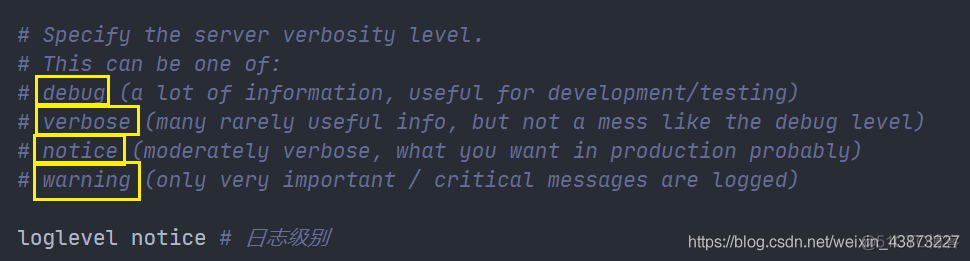 # Specify the server verbosity level.
# This can be one of:
# debug (a lot of information, useful for development/testing)
# verbose (many rarely useful info, but not a mess like the debug level)
# notice (moderately verbose, what you want in production probably)
# warning (only very important / critical messages are logged)
loglevel notice # 日志级别
https://blog.csdn.net/weixin_43873227